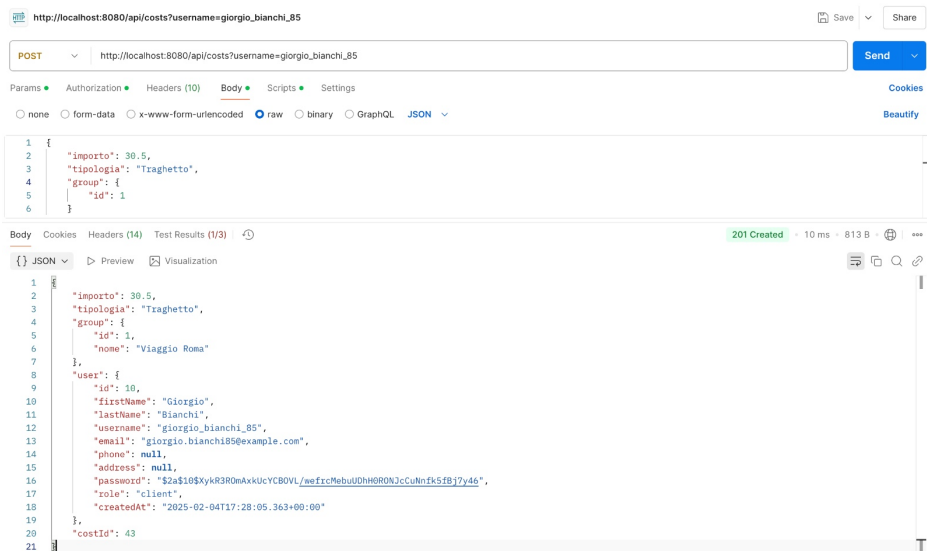 HTTP http://localhost:8080/api/costs?username=giorgio_bianchi_85 Save Share
POST http://localhost:8080/api/costs?username=giorgio_bianchi_85 Send
Params Authorization Headers (10) Body Scripts Settings Cookies
none form-data x-www-form-urlencoded raw binary GraphQL JSON Beautify
1 {
2 "importo": 30.5,
3 "tipologia": "Traghetto",
4 "group": {
5 "id": 1
6 }
Body Cookies Headers (14) Test Results (1/3) 201 Created 10 ms 813 B
{} JSON Preview Visualization
1 {
2 "importo": 30.5,
3 "tipologia": "Traghetto",
4 "group": {
5 "id": 1,
6 "nome": "Viaggio Roma"
7 },
8 "user": {
9 "id": 10,
10 "firstName": "Giorgio",
11 "lastName": "Bianchi",
12 "username": "giorgio_bianchi_85",
13 "email": "giorgio.bianchi85@example.com",
14 "phone": null,
15 "address": null,
16 "password": "$2a$10$XykR3ROmAxkUcYCBOVL/wefrcMebuUDhH0RONJcCuNnfk5fBj7y46",
17 "role": "client",
18 "createdAt": "2025-02-04T17:28:05.363+00:00"
19 },
20 "costId": 43
21 }